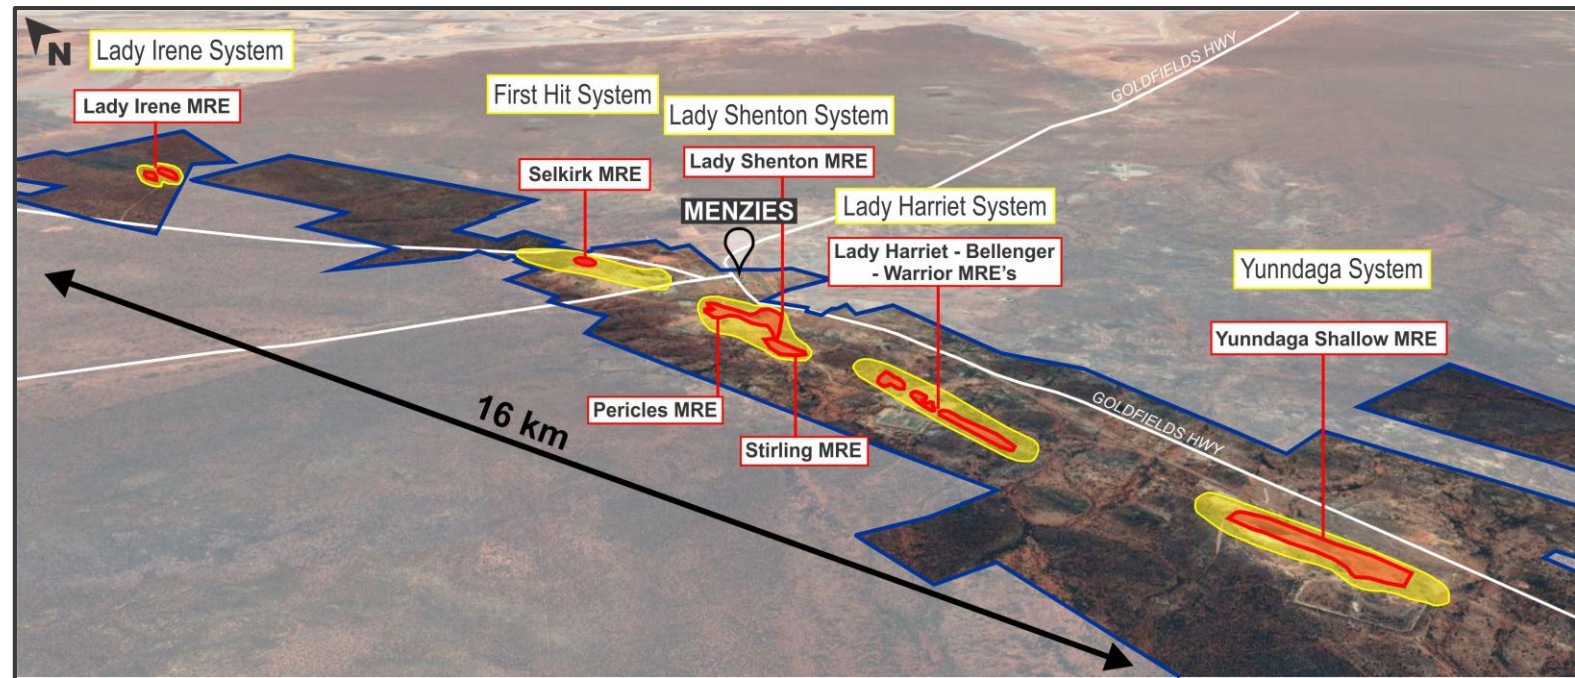 N
Lady Irene System
Lady Irene MRE
First Hit System
Selkirk MRE
Lady Shenton System
Lady Shenton MRE
MENZIES
GOLDFIELDS HWY
Lady Harriet System
Lady Harriet - Bellenger
- Warrior MRE's
Yunndaga System
Yunndaga Shallow MRE
Pericles MRE
Stirling MRE
GOLDFIELDS HWY
16 km